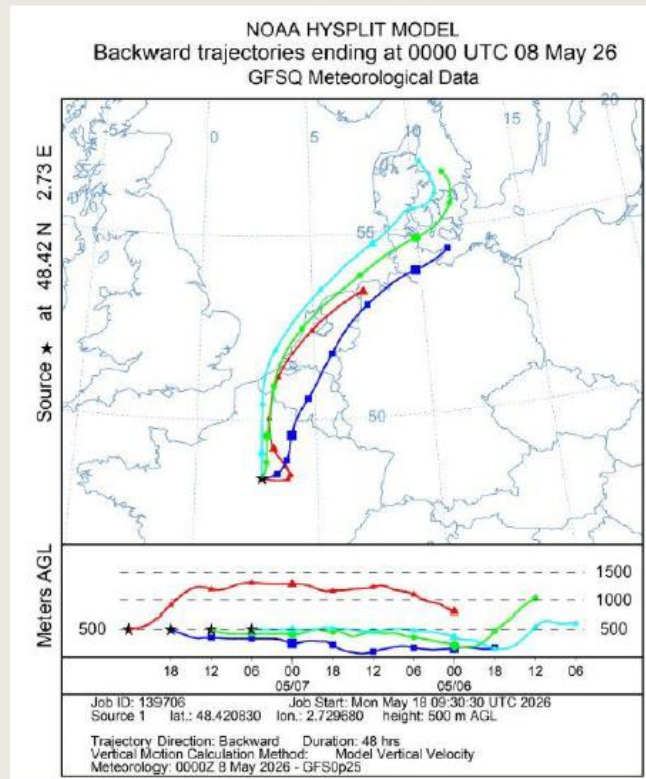 NOAA HYSPLIT MODEL
Backward trajectories ending at 0000 UTC 08 May 26
GFSQ Meteorological Data
Source ★ at 48.42 N 2.73 E
-5 0 5 10 15 20
55
50
Meters AGL
1500
1000
500 500
18 12 06 00 18 12 06 00 18 12 06
05/07 05/06
Job ID: 139706 Job Start: Mon May 18 09:30:30 UTC 2026
Source 1 lat.: 48.420830 lon.: 2.729680 height: 500 m AGL
Trajectory Direction: Backward Duration: 48 hrs
Vertical Motion Calculation Method: Model Vertical Velocity
Meteorology: 0000Z 8 May 2026 - GFS0p25